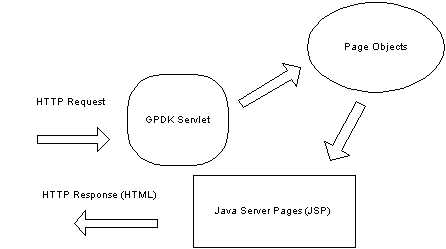 Page Objects
HTTP Request
GPDK Servlet
HTTP Response (HTML)
Java Server Pages (JSP)